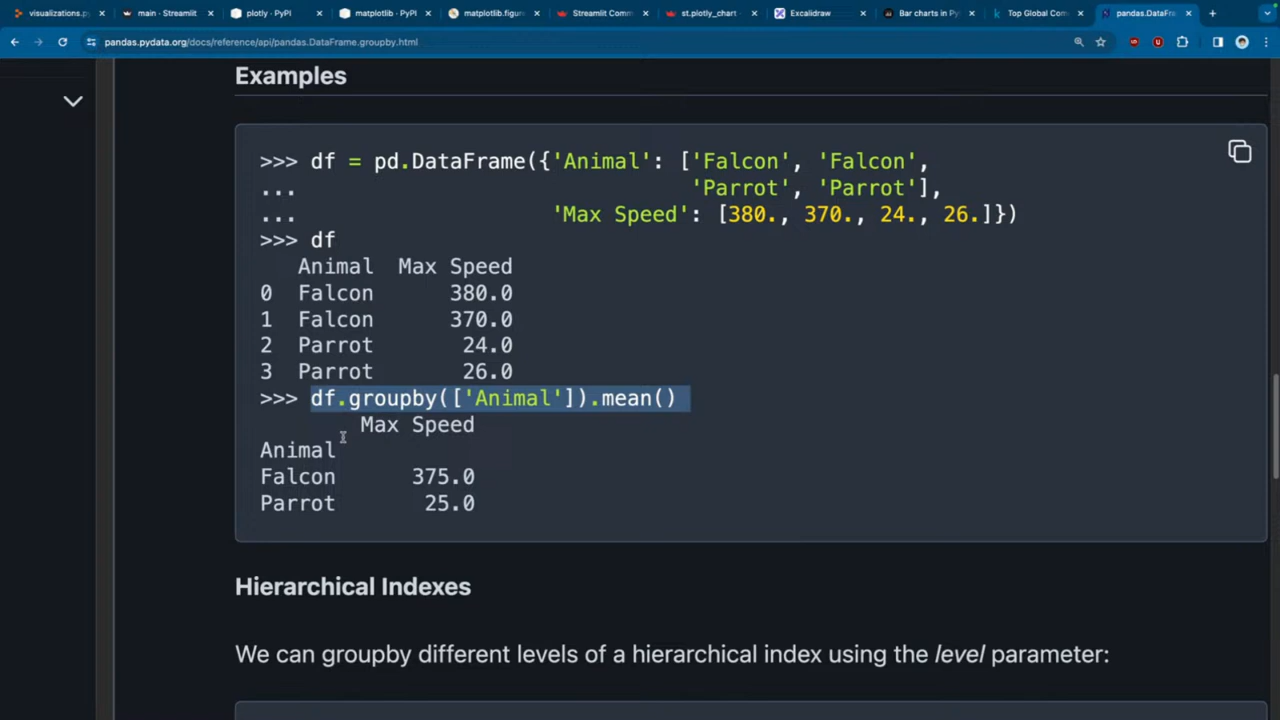 visualizations.p
main · Streamlit
plotly · PyPI
matplotlib · PyPI
matplotlib.figure
Streamlit Comm
st.plotly_chart
Excalidraw
Bar charts in Py
Top Global Com
pandas.DataFra
pandas.pydata.org/docs/reference/api/pandas.DataFrame.groupby.html
Examples
>>> df = pd.DataFrame({'Animal': ['Falcon', 'Falcon',
... 'Parrot', 'Parrot'],
... 'Max Speed': [380., 370., 24., 26.]})
>>> df
Animal Max Speed
0 Falcon 380.0
1 Falcon 370.0
2 Parrot 24.0
3 Parrot 26.0
>>> df.groupby(['Animal']).mean()
Max Speed
Animal
Falcon 375.0
Parrot 25.0
Hierarchical Indexes
We can groupby different levels of a hierarchical index using the level parameter: